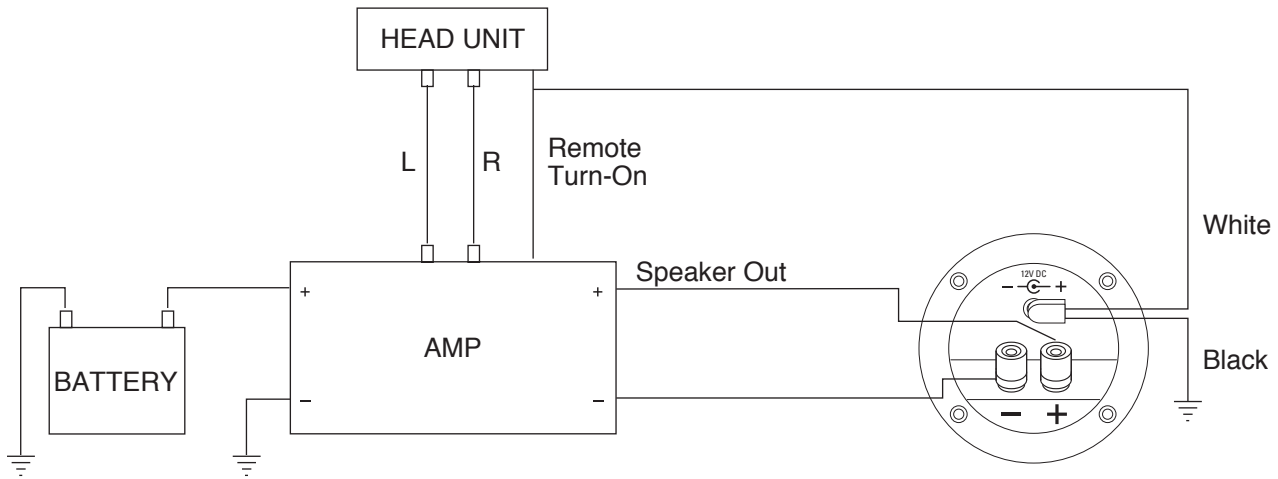 HEAD UNIT
L
R
Remote
Turn-On
White
Speaker Out
12V DC
− +
+
+
AMP
BATTERY
Black
−
−
− +